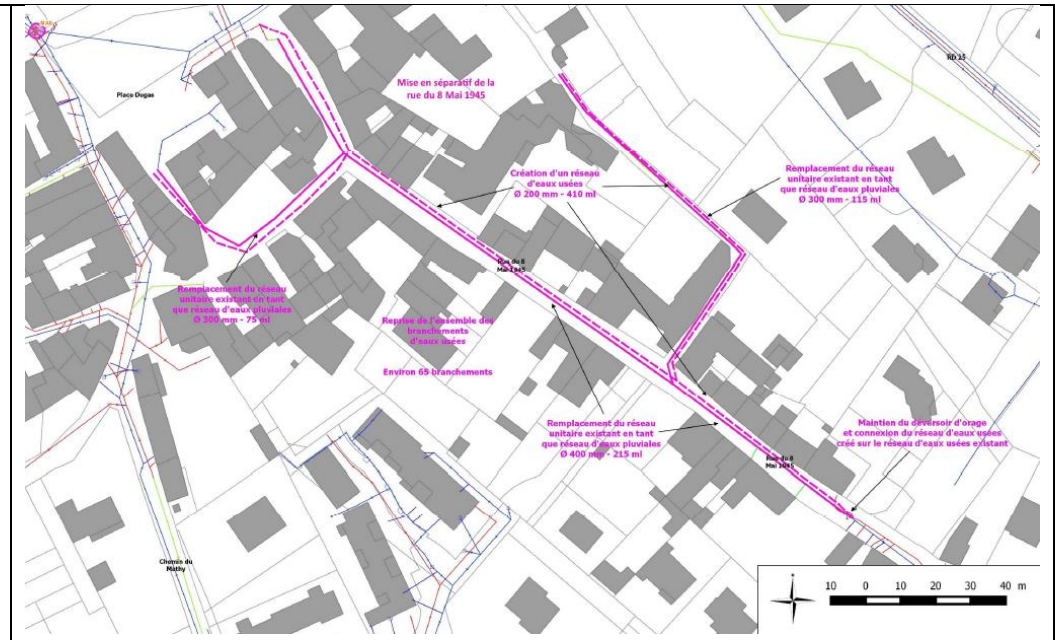 Place Dugas
Mise en séparatif de la
rue du 8 Mai 1945
RD 15
Création d'un réseau
d'eaux usées
Ø 200 mm - 410 ml
Remplacement du réseau
unitaire existant en tant
que réseau d'eaux pluviales
Ø 300 mm - 115 ml
Rue du 8
Mai 1945
Remplacement du réseau
unitaire existant en tant
que réseau d'eaux pluviales
Ø 300 mm - 75 ml
Reprise de l'ensemble des
branchements
d'eaux usées
Environ 65 branchements
Remplacement du réseau
unitaire existant en tant
que réseau d'eaux pluviales
Ø 400 mm - 215 ml
Maintien du déversoir d'orage
et connexion du réseau d'eaux usées
créé sur le réseau d'eaux usées existant
Rue du 8
Mai 1945
Chemin du
Mathy
10 0 10 20 30 40 m